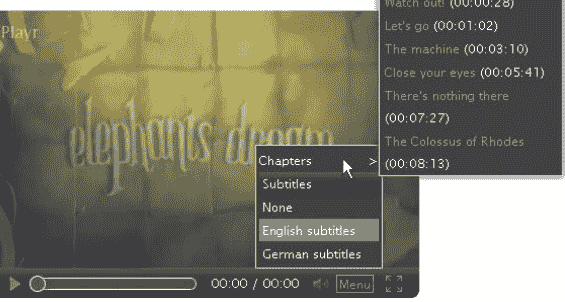 Playr
Watch out! (00:00:28)
Let's go (00:01:02)
The machine (00:03:10)
Close your eyes (00:05:41)
There's nothing there
(00:07:27)
The Colossus of Rhodes
(00:08:13)
elephants dream
Chapters >
Subtitles
None
English subtitles
German subtitles
00:00 / 00:00 Menu